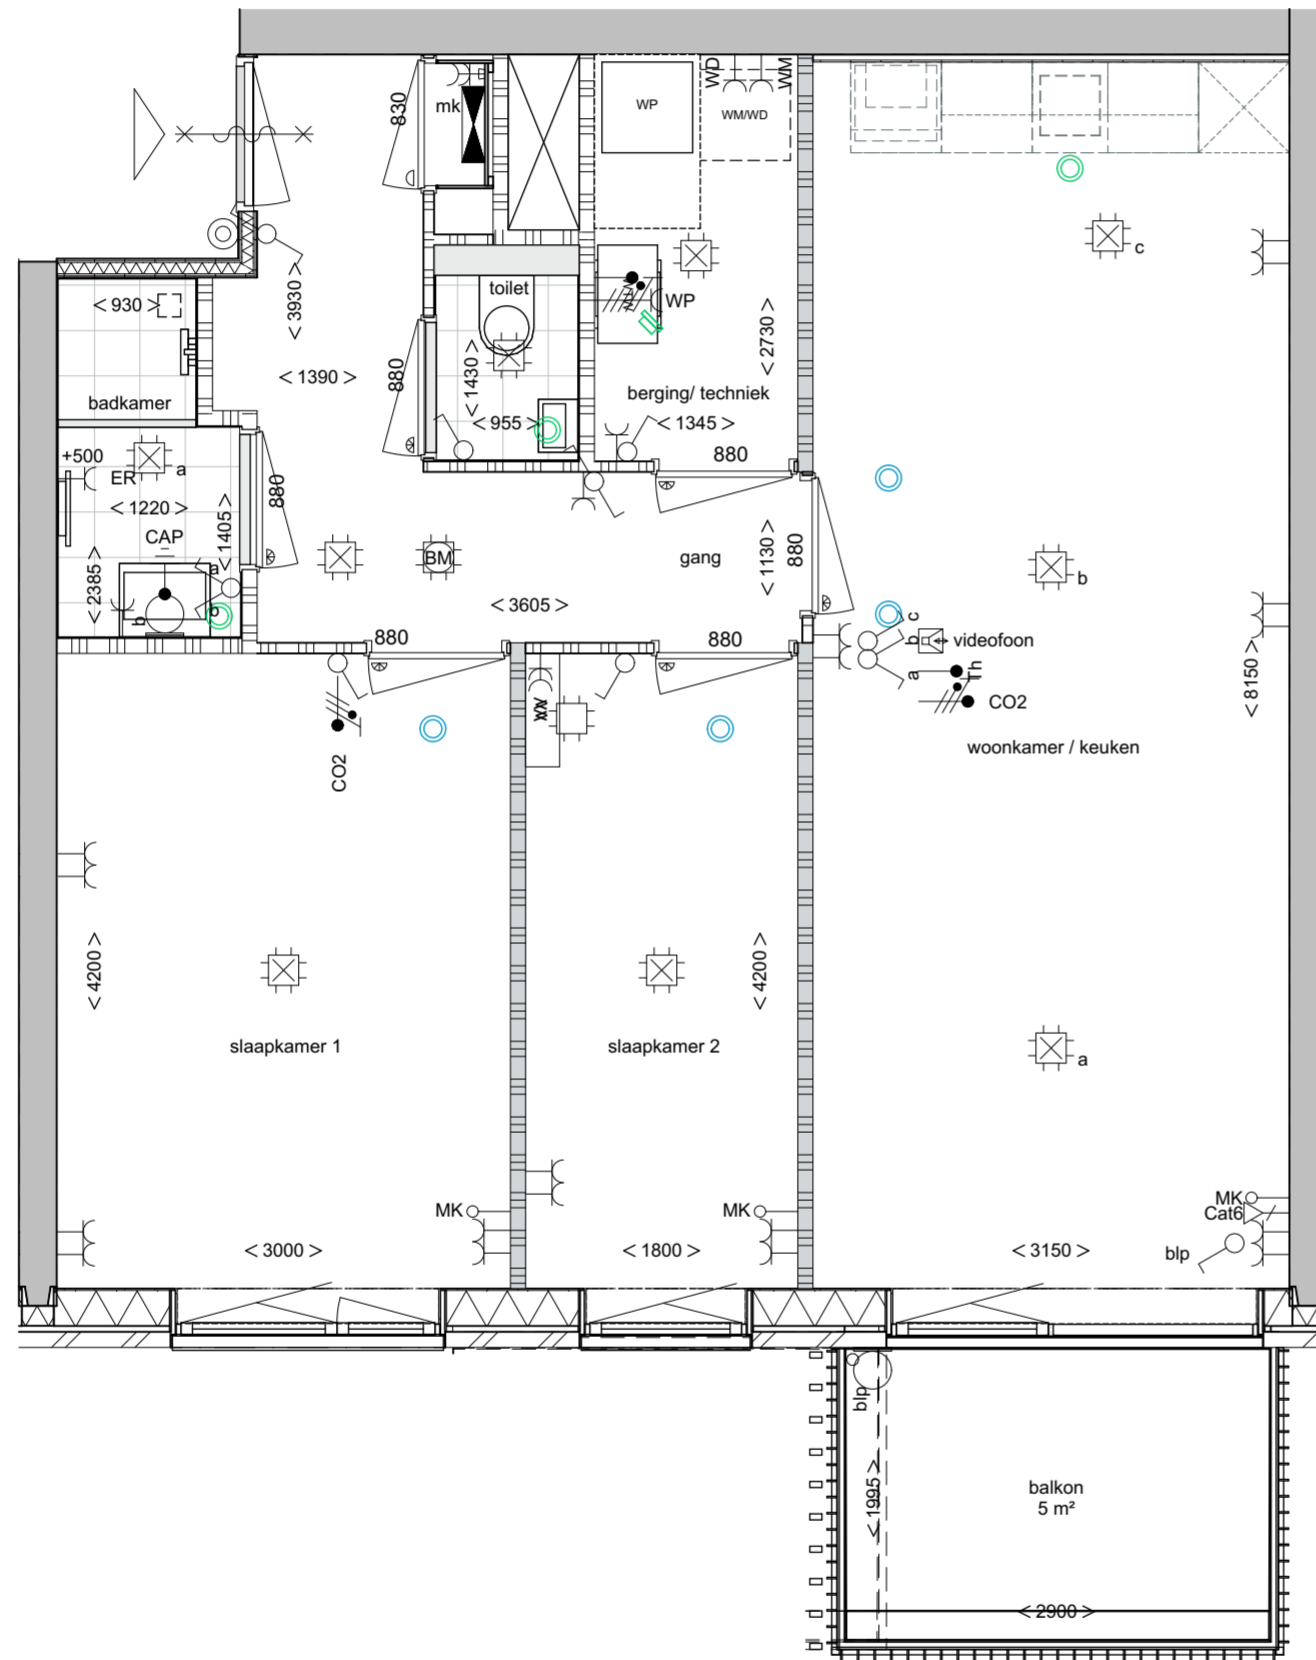 WD
WM
830
mk
WP
WM/WD
c
< 930 >
< 3930 >
toilet
WP
< 2730 >
< 1390 >
880
< 1430 >
badkamer
< 955 >
berging/ techniek
< 1345 >
880
+500
ER
a
< 1220 >
CAP
< 1405 >
880
a
b
b
< 2385 >
BM
gang
< 1130 >
880
b
< 3605 >
880
880
c
b
a
videofoon
Th
CO2
< 8150 >
woonkamer / keuken
CO2
< 4200 >
< 4200 >
slaapkamer 1
slaapkamer 2
a
MK
MK
MK
Cat6
blp
< 3000 >
< 1800 >
< 3150 >
blp
< 1995 >
balkon
5 m²
< 2900 >